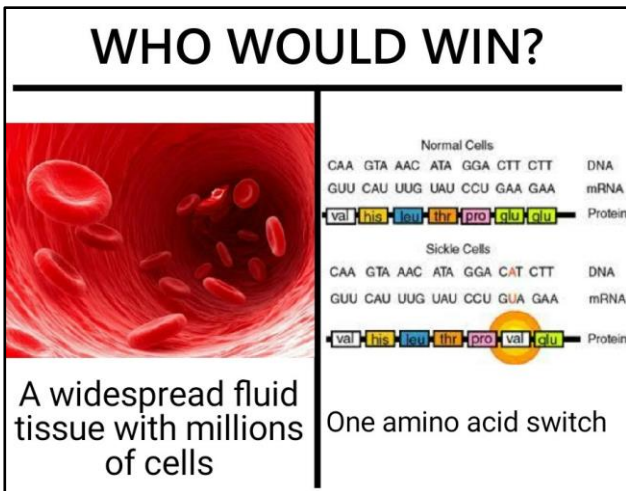 WHO WOULD WIN?
A widespread fluid
tissue with millions
of cells
Normal Cells
CAA GTA AAC ATA GGA CTT CTT DNA
GUU CAU UUG UAU CCU GAA GAA mRNA
val his leu thr pro glu glu Protein
Sickle Cells
CAA GTA AAC ATA GGA CAT CTT DNA
GUU CAU UUG UAU CCU GUA GAA mRNA
val his leu thr pro val glu Protein
One amino acid switch